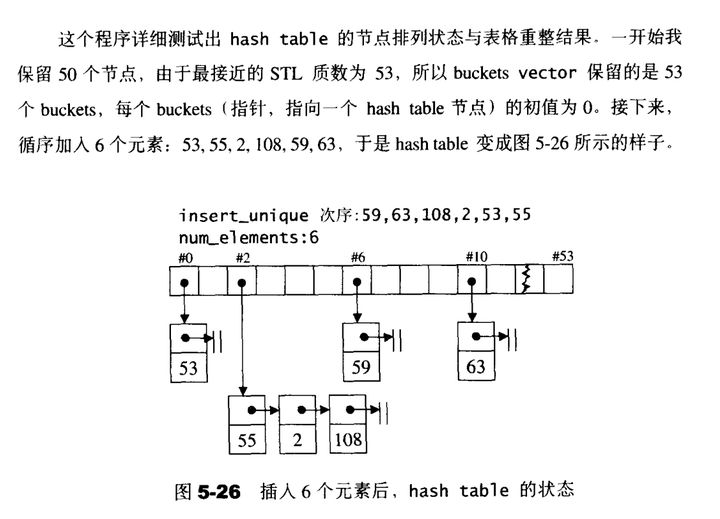 这个程序详细测试出 hash table 的节点排列状态与表格重整结果。一开始我
保留 50 个节点，由于最接近的 STL 质数为 53，所以 buckets vector 保留的是 53
个 buckets，每个 buckets（指针，指向一个 hash table 节点）的初值为 0。接下来，
循序加入 6 个元素：53, 55, 2, 108, 59, 63，于是 hash table 变成图 5-26 所示的样子。
insert_unique 次序:59,63,108,2,53,55
num_elements:6
#0 #2 #6 #10 #53
53 59 63
55 2 108
图 5-26 插入 6 个元素后，hash table 的状态